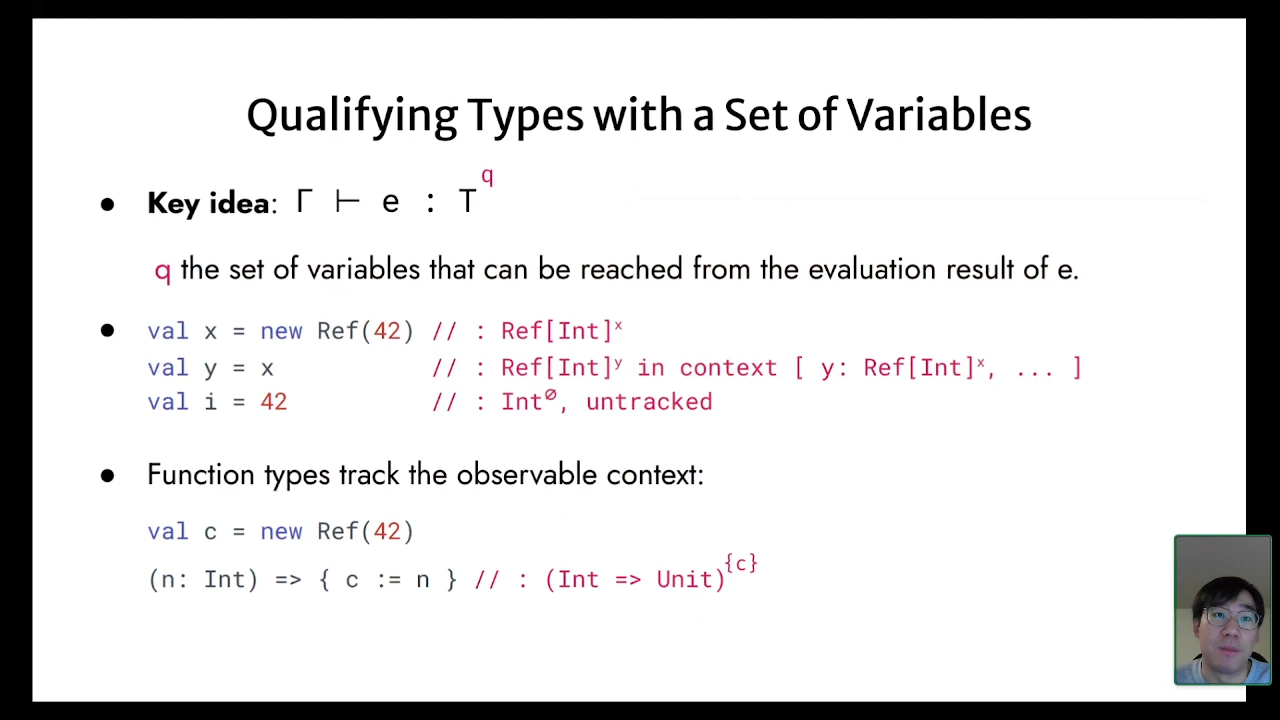 Qualifying Types with a Set of Variables
● Key idea: Γ ⊢ e : T^q
q the set of variables that can be reached from the evaluation result of e.
● val x = new Ref(42) // : Ref[Int]ˣ
val y = x // : Ref[Int]ʸ in context [ y: Ref[Int]ˣ, ... ]
val i = 42 // : Int^∅, untracked
● Function types track the observable context:
val c = new Ref(42)
(n: Int) => { c := n } // : (Int => Unit)^{c}